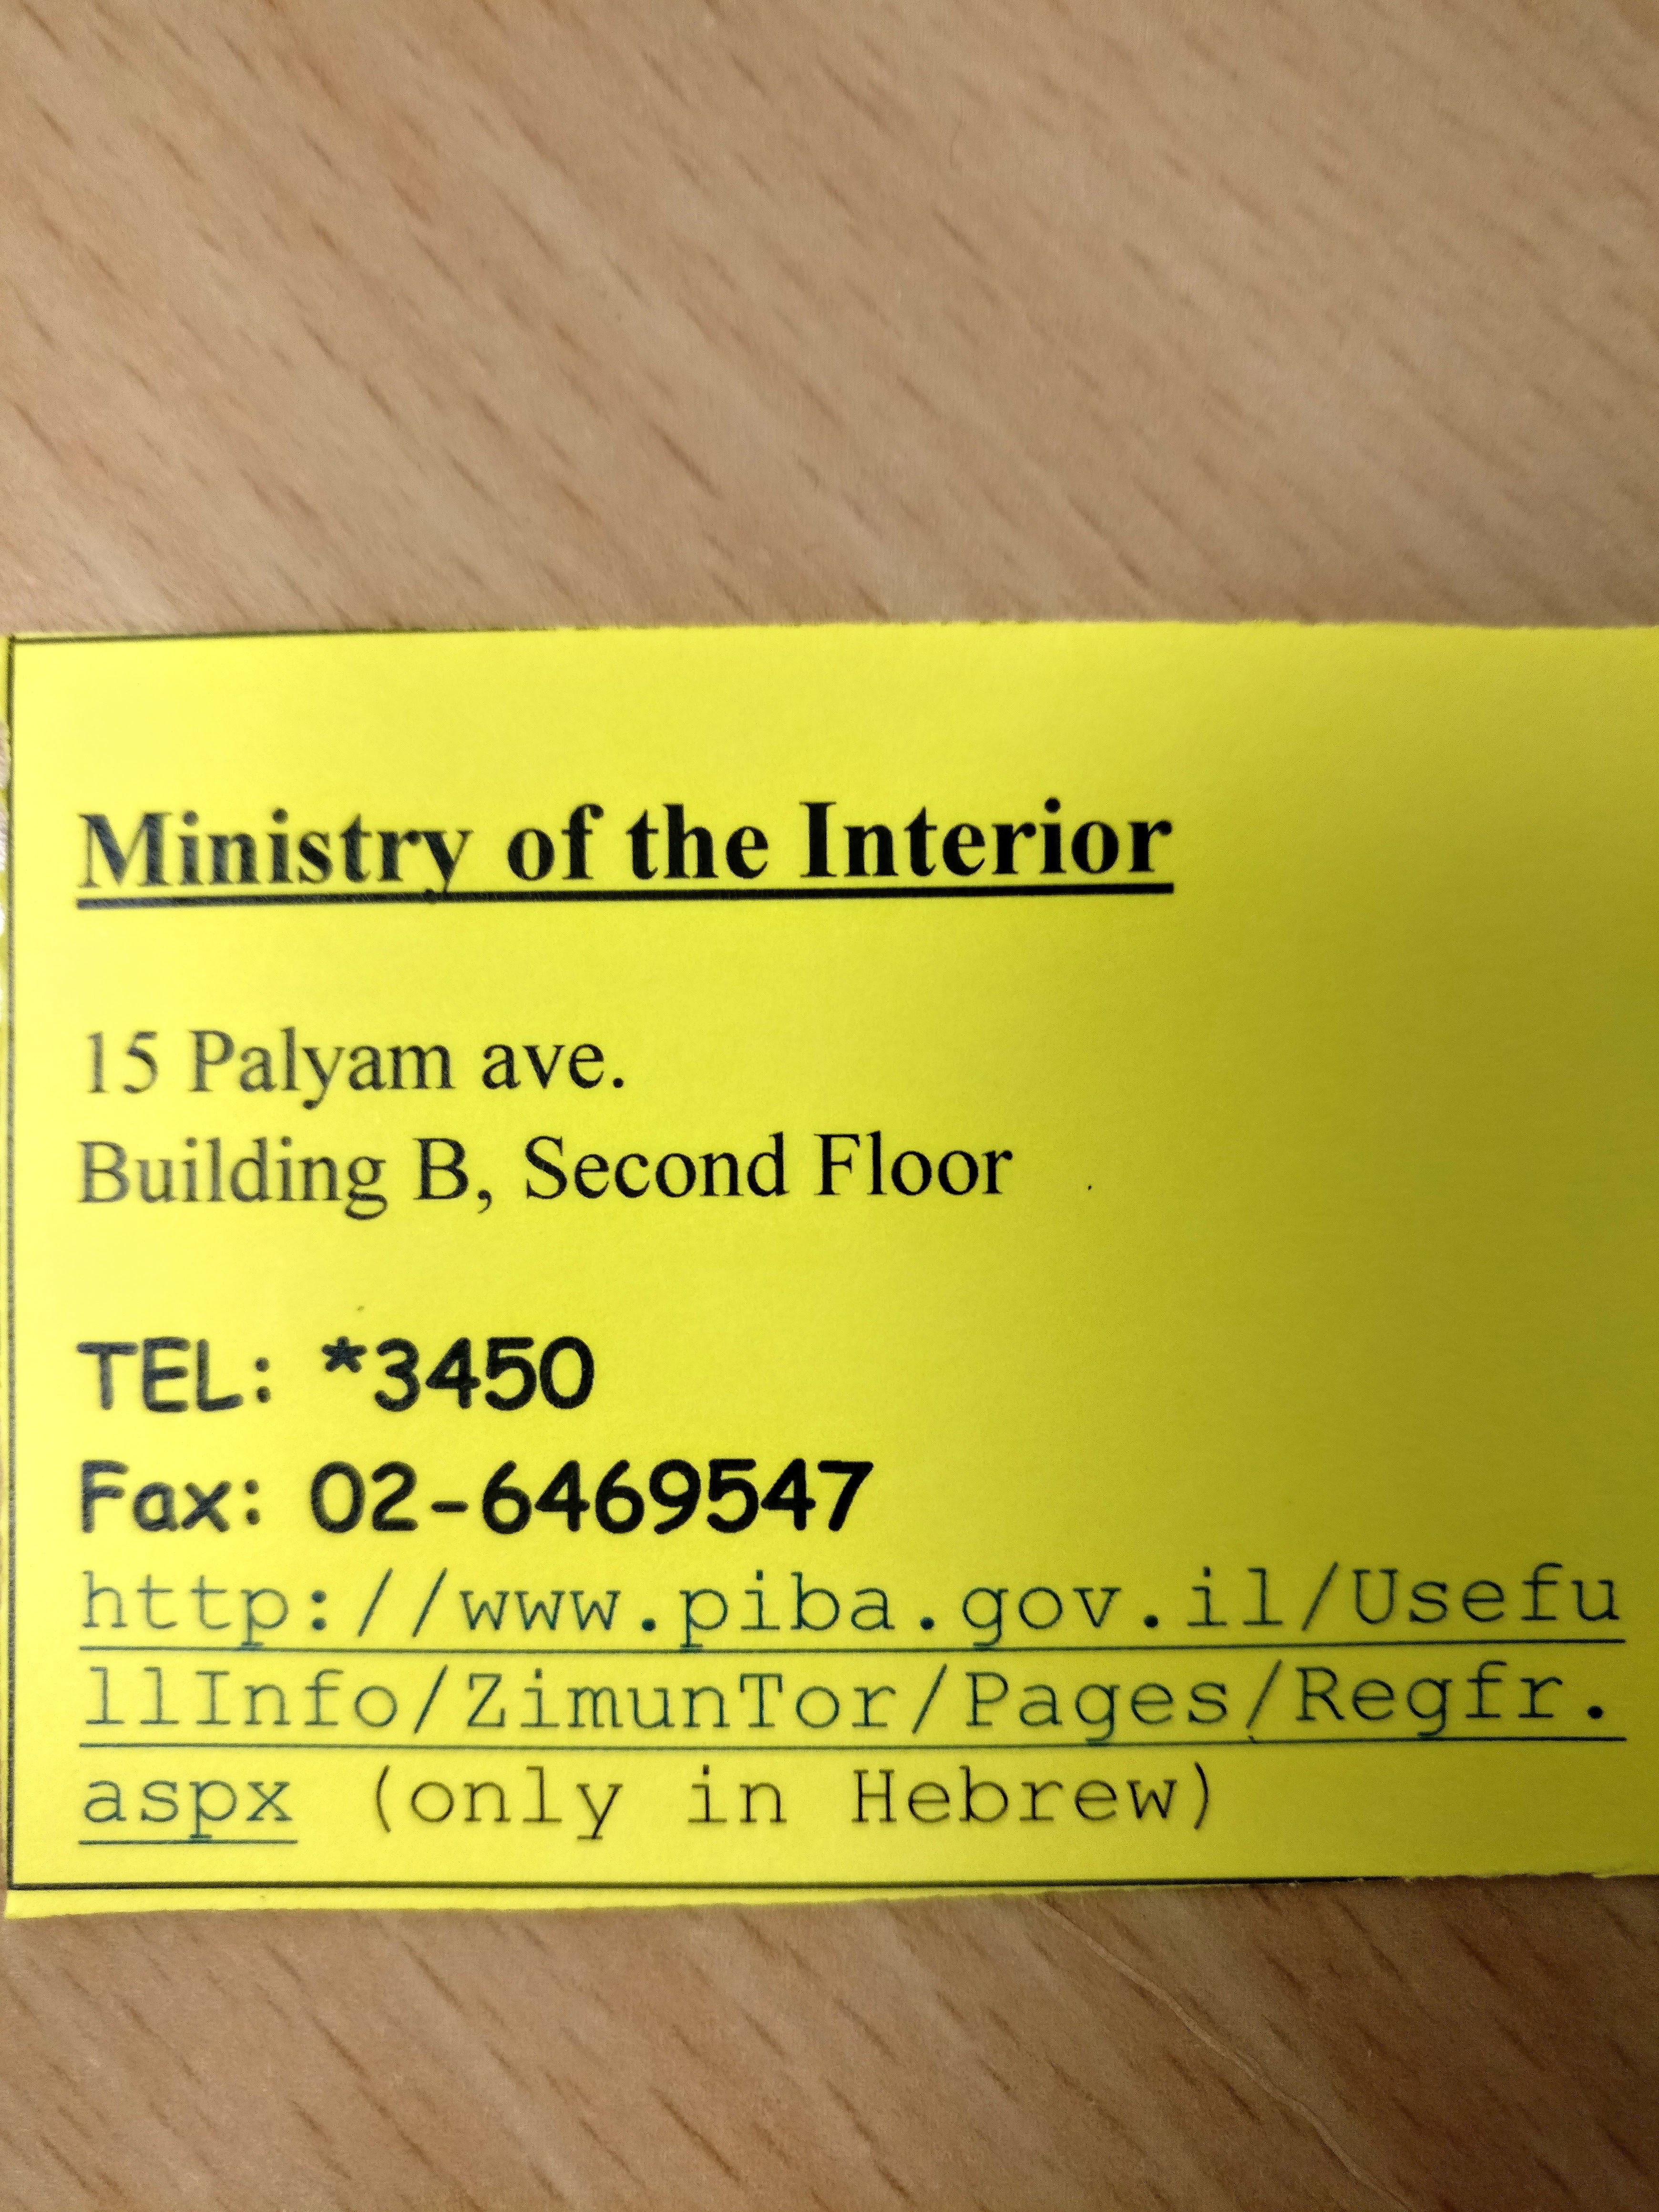 Ministry of the Interior
15 Palyam ave.
Building B, Second Floor
TEL: *3450
Fax: 02-6469547
http://www.piba.gov.il/Usefu
llInfo/ZimunTor/Pages/Regfr.
aspx (only in Hebrew)